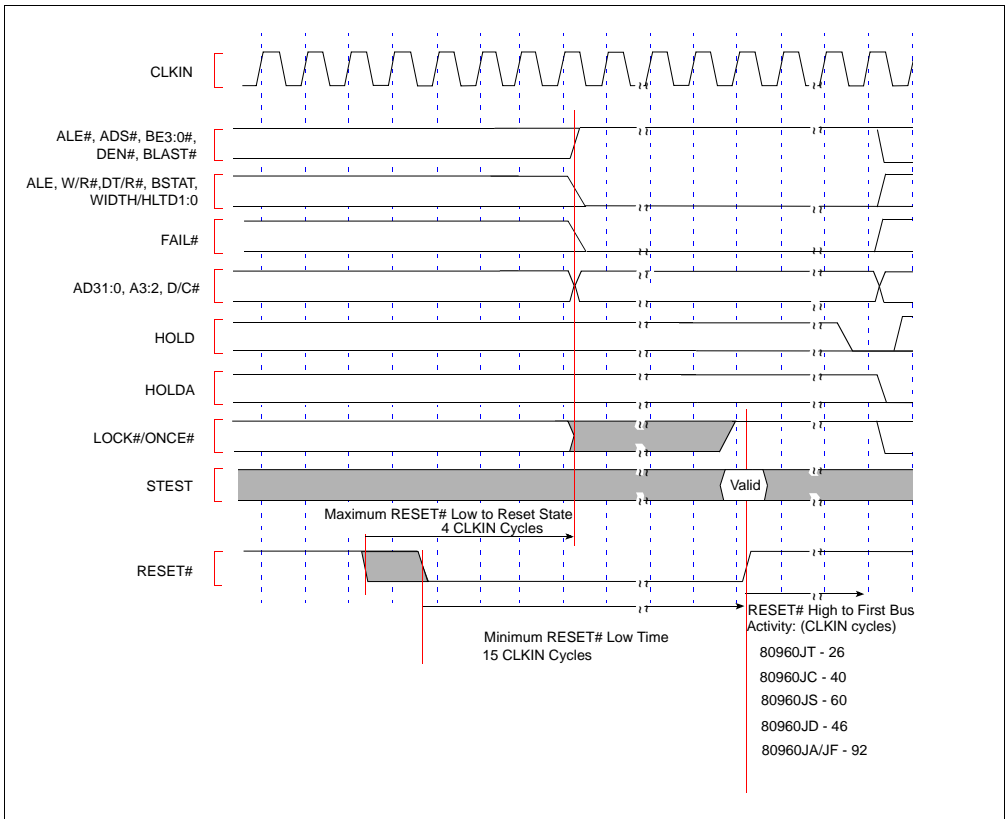 CLKIN
ALE#, ADS#, BE3:0#,
DEN#, BLAST#
ALE, W/R#,DT/R#, BSTAT,
WIDTH/HLTD1:0
FAIL#
AD31:0, A3:2, D/C#
HOLD
HOLDA
LOCK#/ONCE#
STEST
Valid
Maximum RESET# Low to Reset State
4 CLKIN Cycles
RESET#
Minimum RESET# Low Time
15 CLKIN Cycles
RESET# High to First Bus
Activity: (CLKIN cycles)
80960JT - 26
80960JC - 40
80960JS - 60
80960JD - 46
80960JA/JF - 92